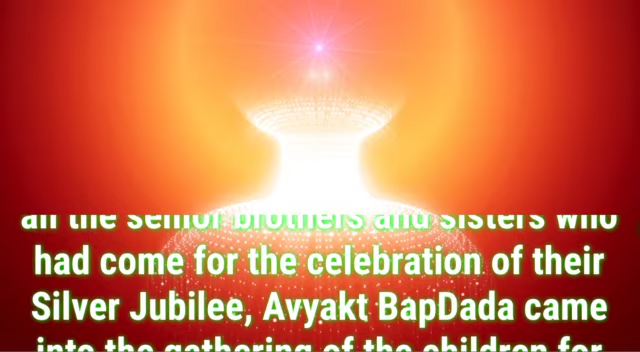 all the senior brothers and sisters who
had come for the celebration of their
Silver Jubilee, Avyakt BapDada came
into the gathering of the children for